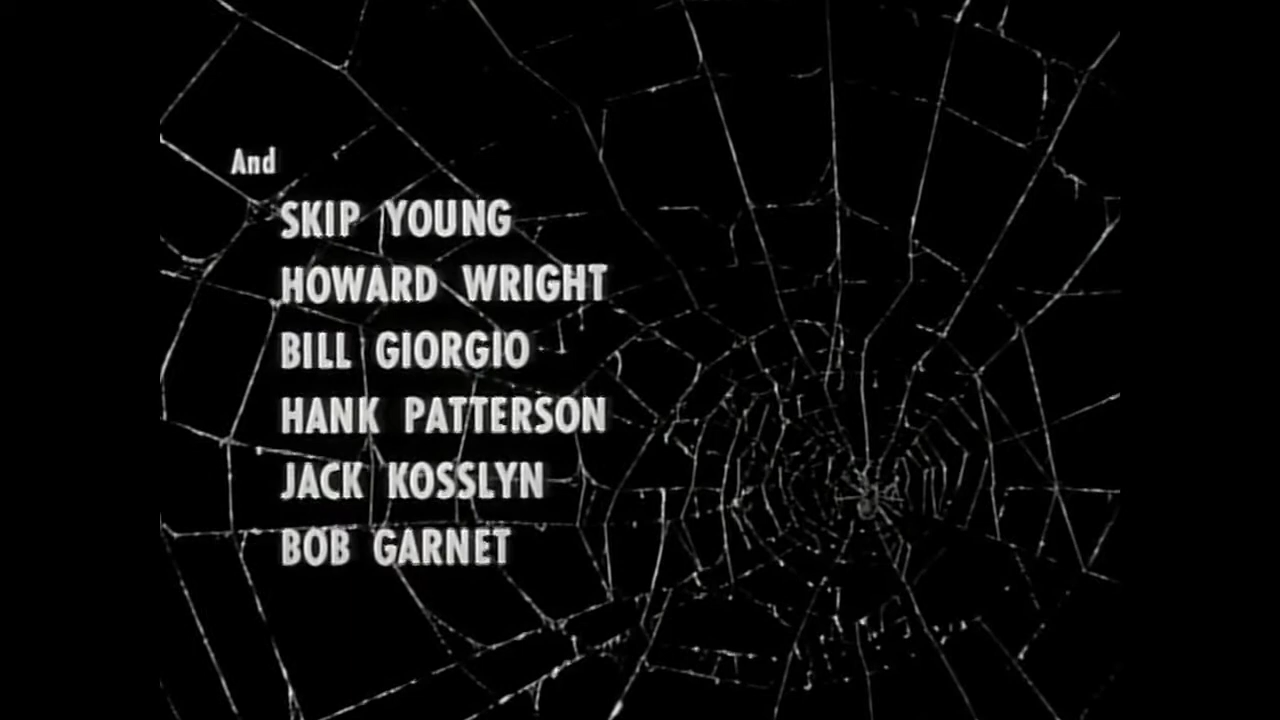 And
SKIP YOUNG
HOWARD WRIGHT
BILL GIORGIO
HANK PATTERSON
JACK KOSSLYN
BOB GARNET